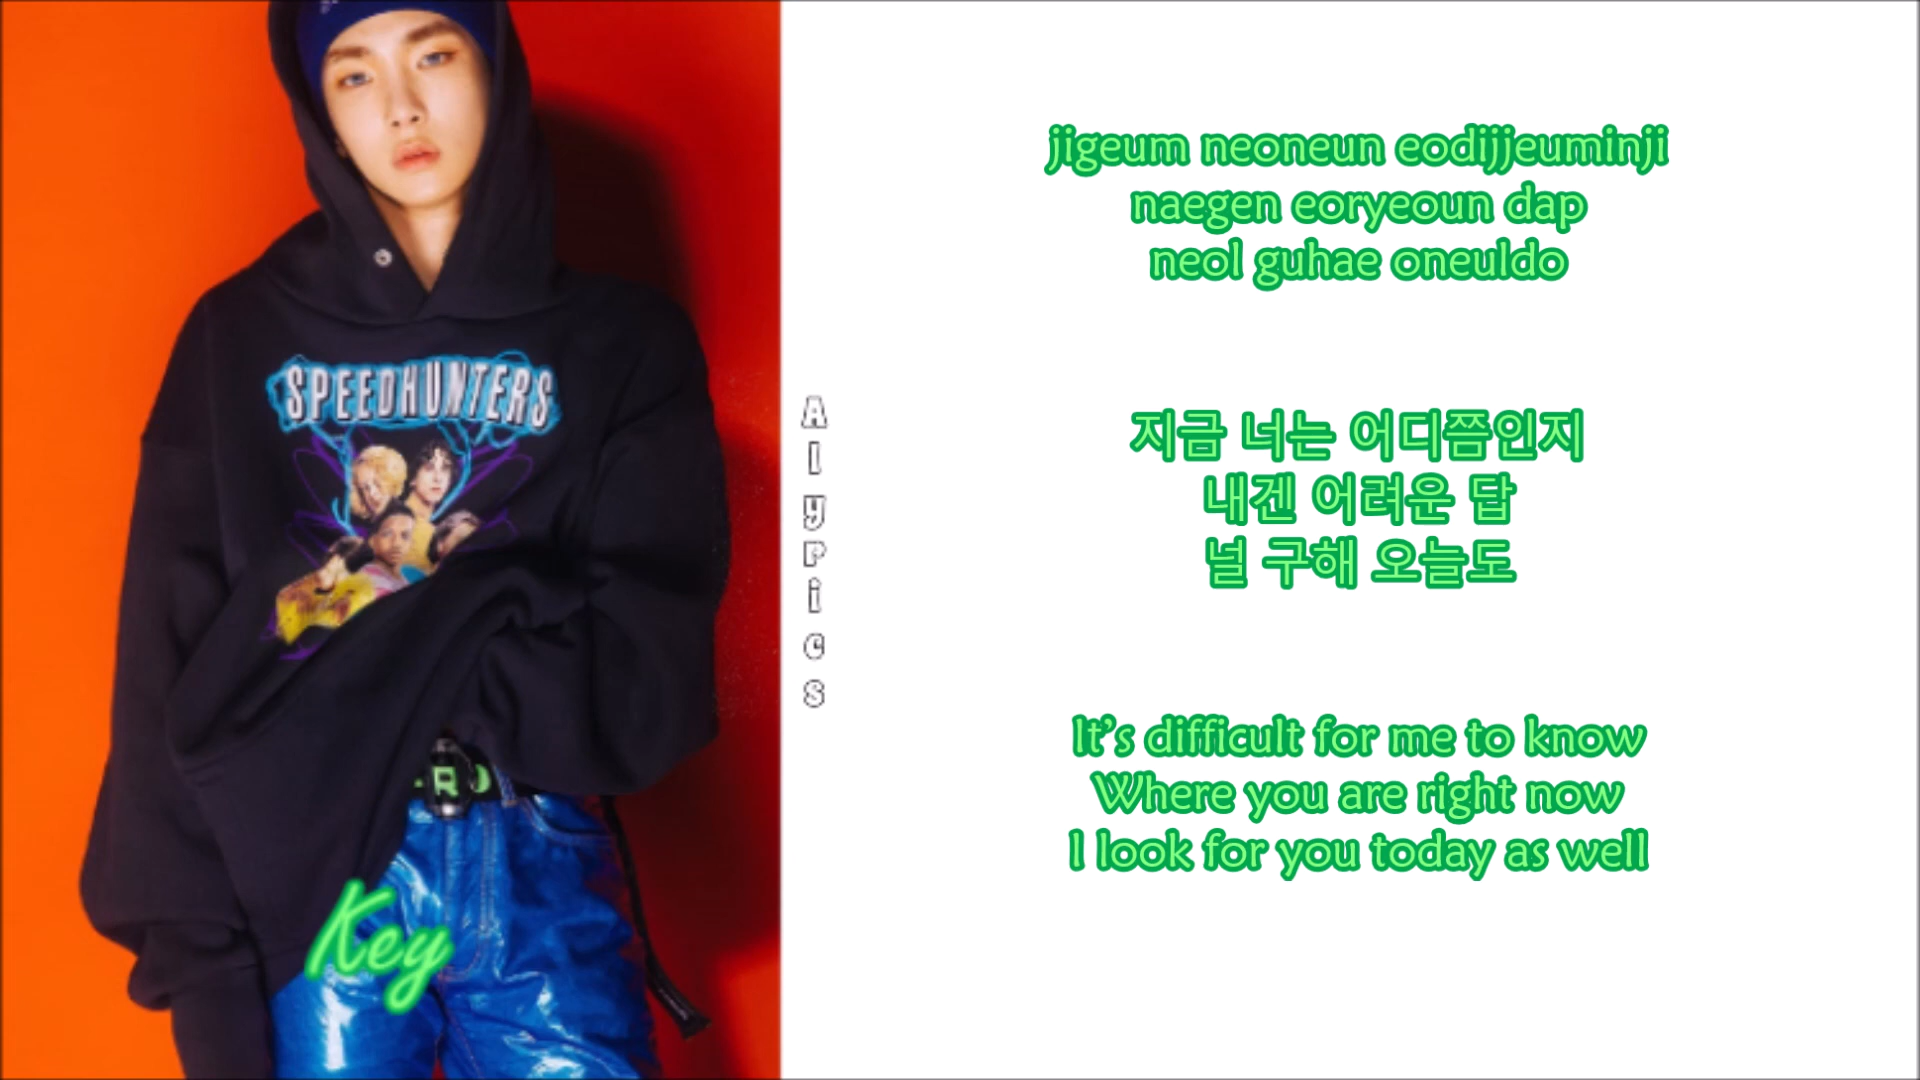 SPEEDHUNTERS
Key
Alyrics
jigeum neoneun eodijjeuminji
naegen eoryeoun dap
neol guhae oneuldo
지금 너는 어디쯤인지
내겐 어려운 답
널 구해 오늘도
It's difficult for me to know
Where you are right now
I look for you today as well